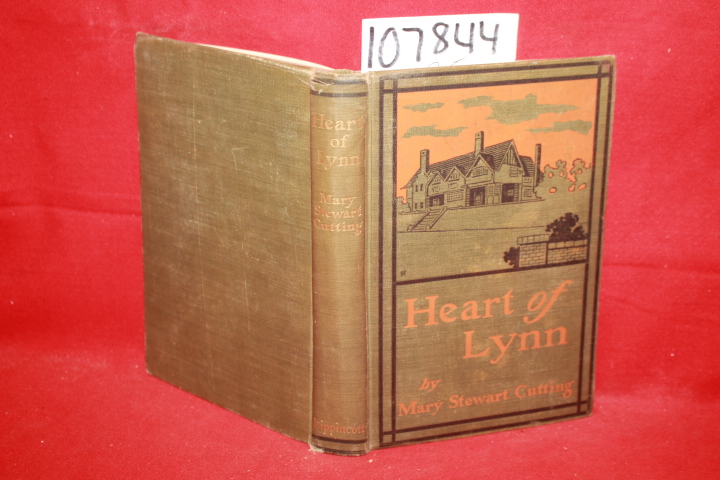 107844
Heart
of
Lynn
Mary
Stewart
Cutting
Lippincott
Heart of
Lynn
by
Mary Stewart Cutting